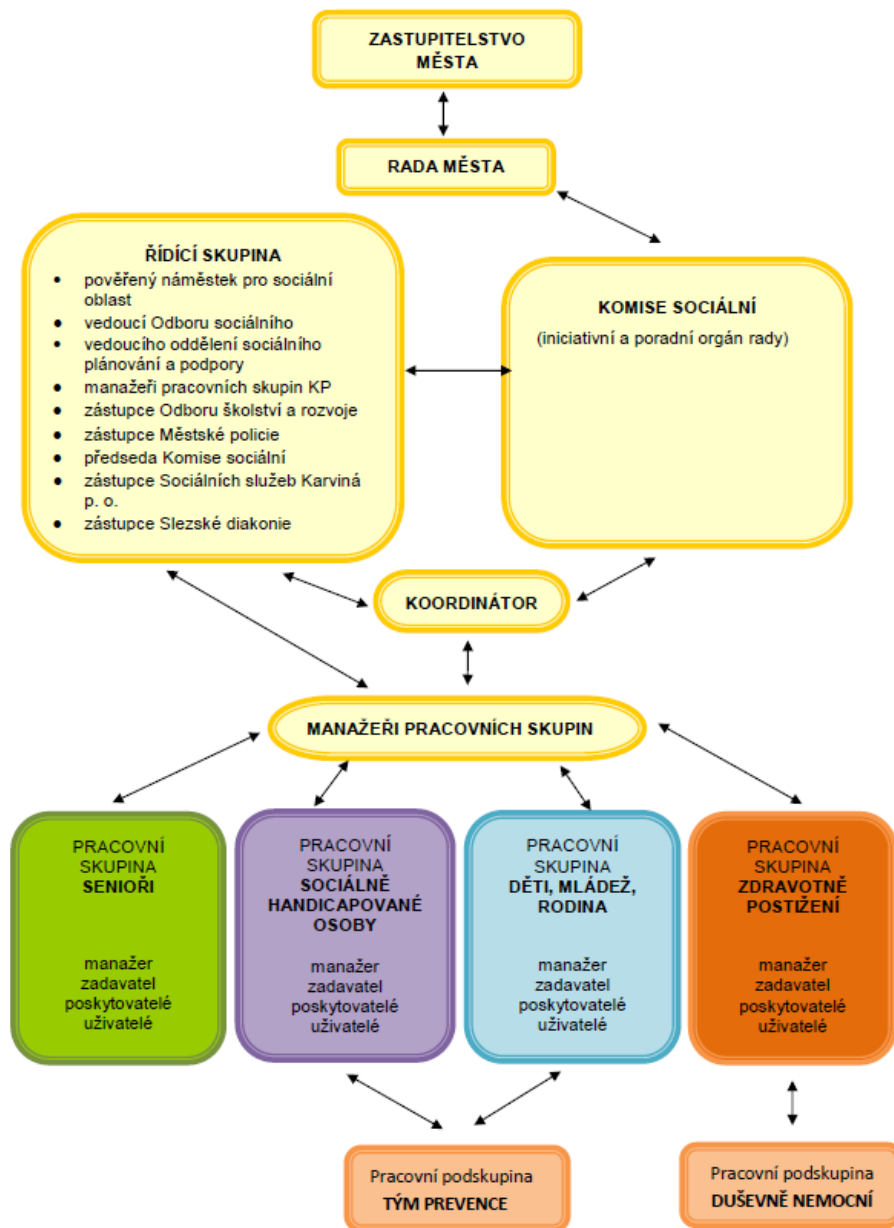 ZASTUPITELSTVO
MĚSTA
RADA MĚSTA
ŘÍDÍCÍ SKUPINA
• pověřený náměstek pro sociální
oblast
• vedoucí Odboru sociálního
• vedoucího oddělení sociálního
plánování a podpory
• manažeři pracovních skupin KP
• zástupce Odboru školství a rozvoje
• zástupce Městské policie
• předseda Komise sociální
• zástupce Sociálních služeb Karviná
p. o.
• zástupce Slezské diakonie
KOMISE SOCIÁLNÍ
(iniciativní a poradní orgán rady)
KOORDINÁTOR
MANAŽEŘI PRACOVNÍCH SKUPIN
PRACOVNÍ
SKUPINA
SENIOŘI
manažer
zadavatel
poskytovatelé
uživatelé
PRACOVNÍ
SKUPINA
SOCIÁLNĚ
HANDICAPOVANÉ
OSOBY
manažer
zadavatel
poskytovatelé
uživatelé
PRACOVNÍ
SKUPINA
DĚTI, MLÁDEŽ,
RODINA
manažer
zadavatel
poskytovatelé
uživatelé
PRACOVNÍ
SKUPINA
ZDRAVOTNĚ
POSTIŽENÍ
manažer
zadavatel
poskytovatelé
uživatelé
Pracovní podskupina
TÝM PREVENCE
Pracovní podskupina
DUŠEVNĚ NEMOCNÍ